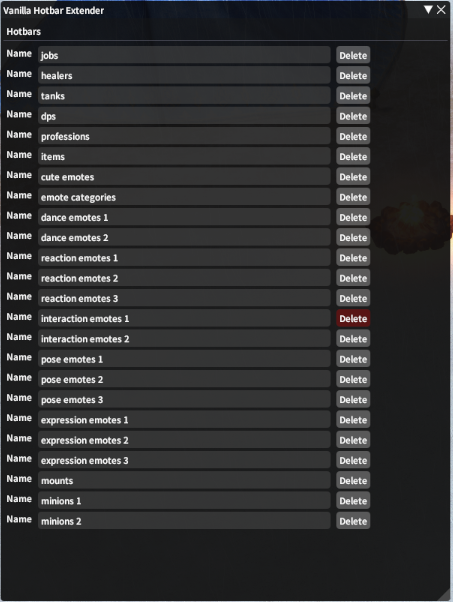 Vanilla Hotbar Extender
Hotbars
Name jobs Delete
Name healers Delete
Name tanks Delete
Name dps Delete
Name professions Delete
Name items Delete
Name cute emotes Delete
Name emote categories Delete
Name dance emotes 1 Delete
Name dance emotes 2 Delete
Name reaction emotes 1 Delete
Name reaction emotes 2 Delete
Name reaction emotes 3 Delete
Name interaction emotes 1 Delete
Name interaction emotes 2 Delete
Name pose emotes 1 Delete
Name pose emotes 2 Delete
Name pose emotes 3 Delete
Name expression emotes 1 Delete
Name expression emotes 2 Delete
Name expression emotes 3 Delete
Name mounts Delete
Name minions 1 Delete
Name minions 2 Delete